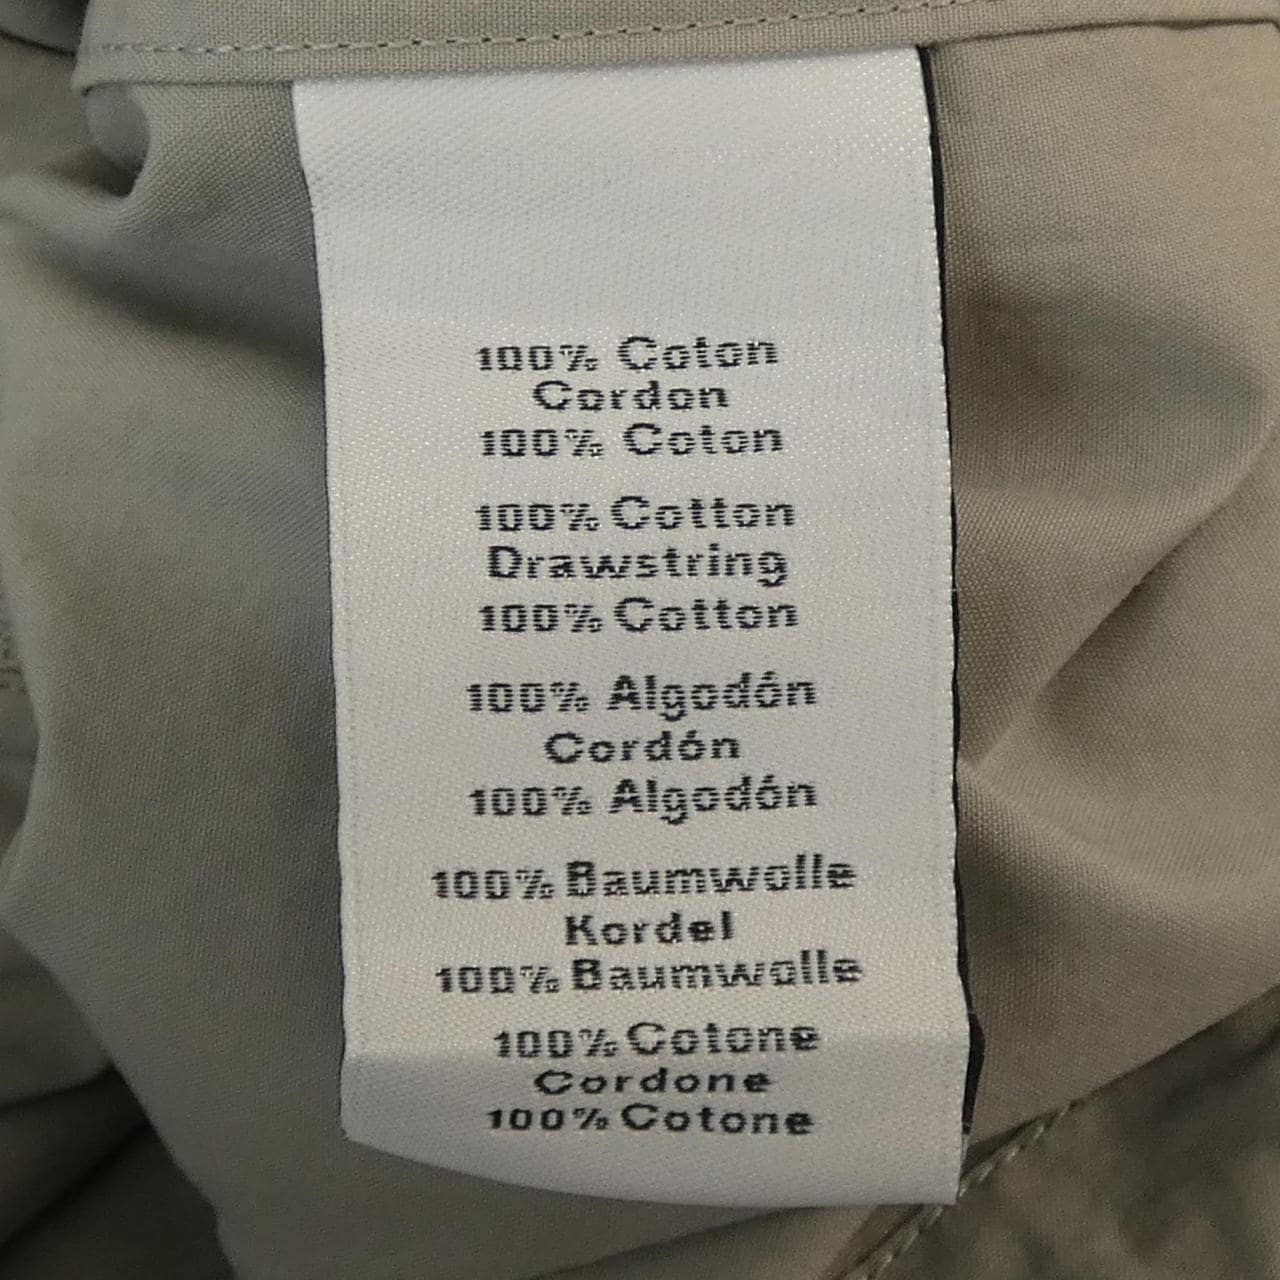 100% Coton
Cordon
100% Coton
100% Cotton
Drawstring
100% Cotton
100% Algodón
Cordón
100% Algodón
100% Baumwolle
Kordel
100% Baumwolle
100% Cotone
Cordone
100% Cotone